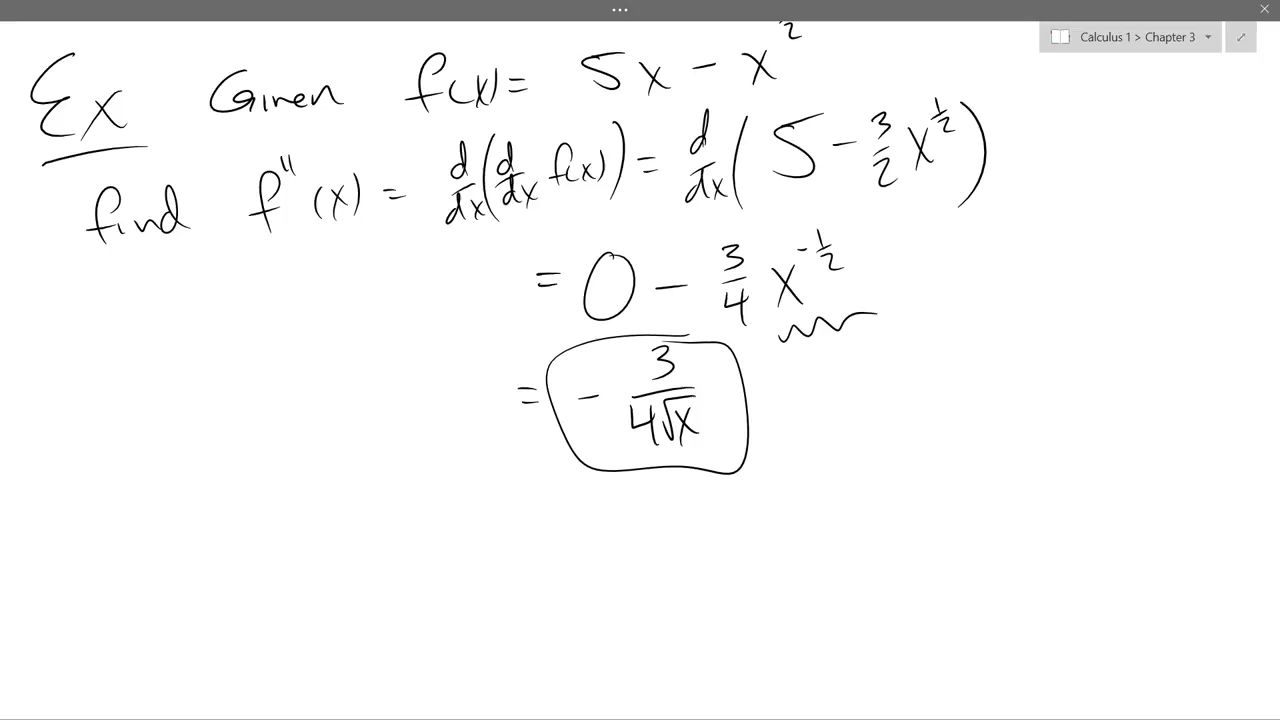 Calculus 1 > Chapter 3
Ex Given f(x) = 5x - x^2
find f''(x) = d/dx(d/dx f(x)) = d/dx(5 - 3/2 x^1/2)
= 0 - 3/4 x^-1/2
= - 3/4√x